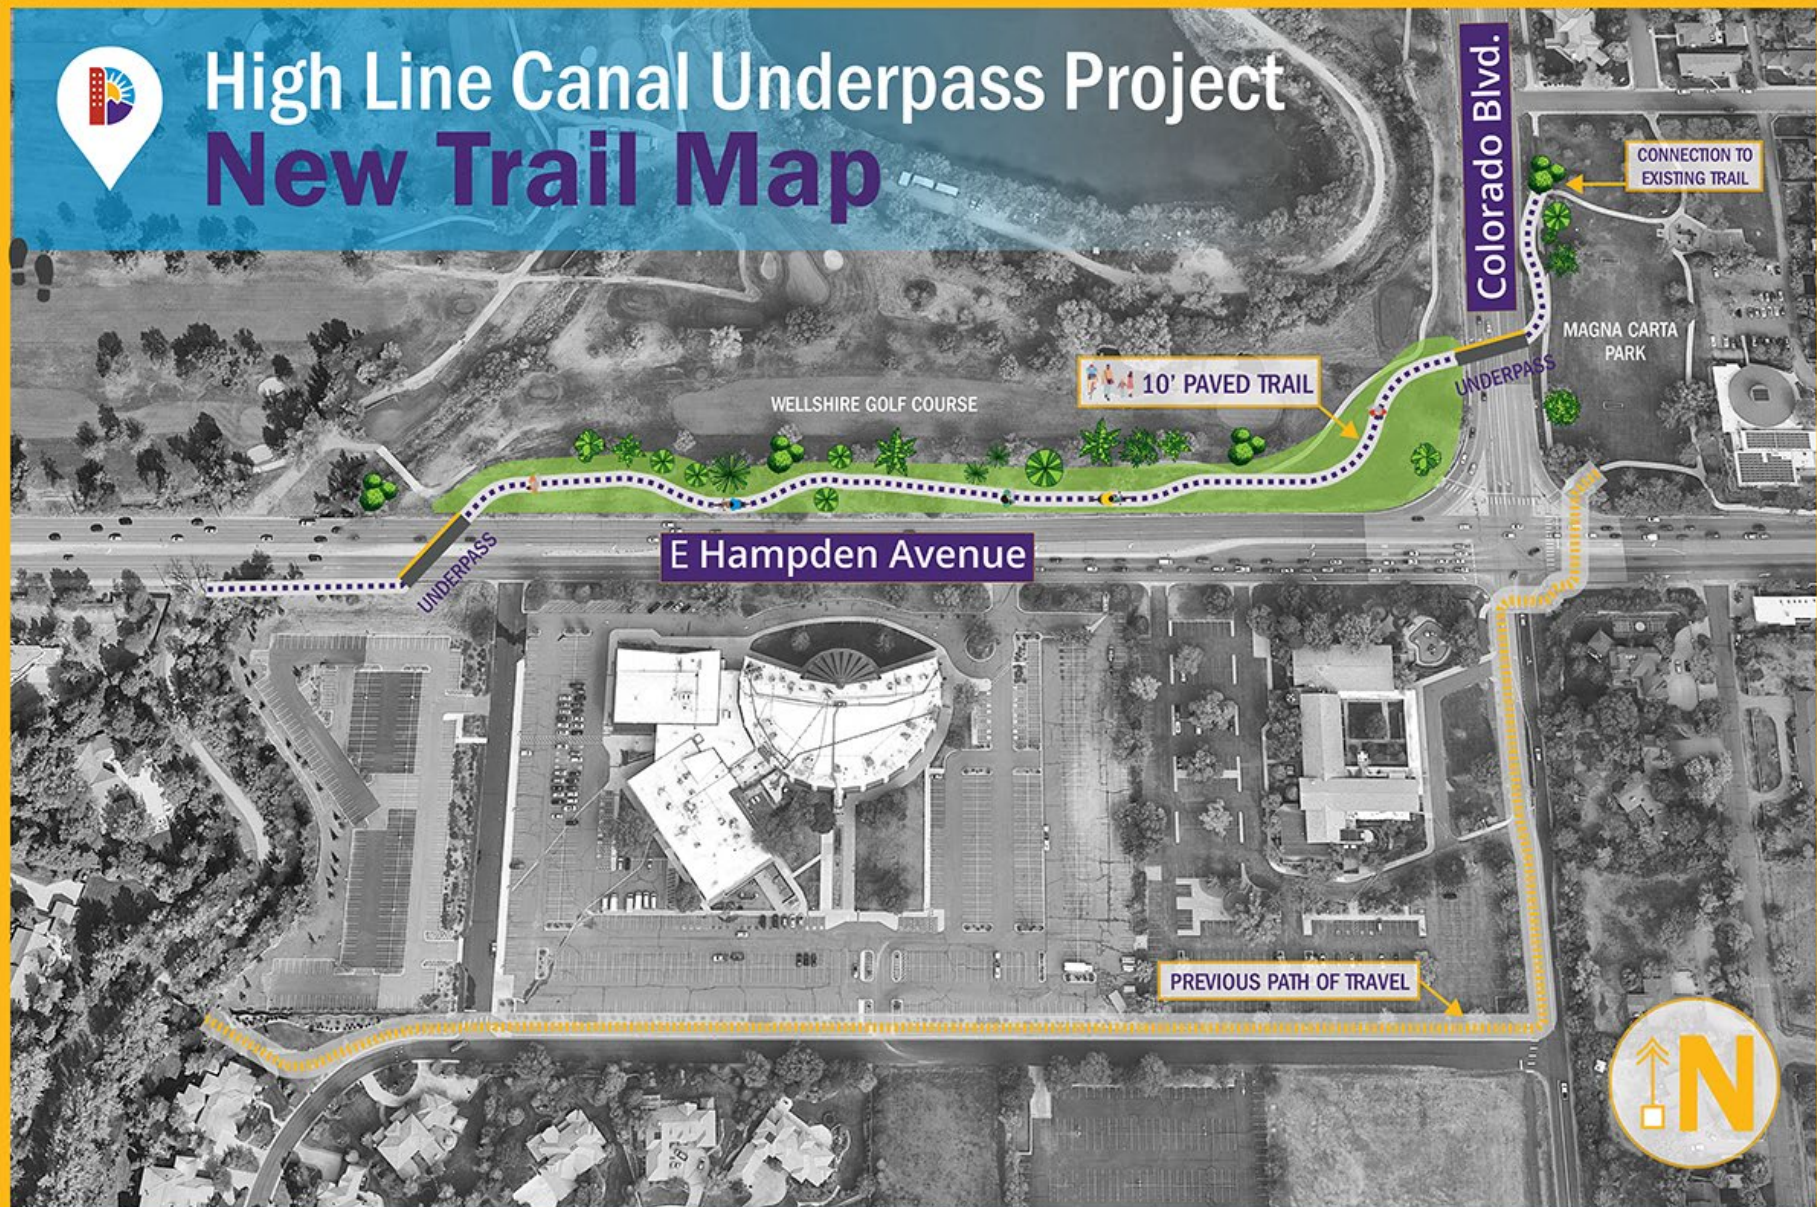 High Line Canal Underpass Project
New Trail Map
Colorado Blvd.
CONNECTION TO
EXISTING TRAIL
MAGNA CARTA
PARK
UNDERPASS
10' PAVED TRAIL
WELLSHIRE GOLF COURSE
E Hampden Avenue
UNDERPASS
PREVIOUS PATH OF TRAVEL
N